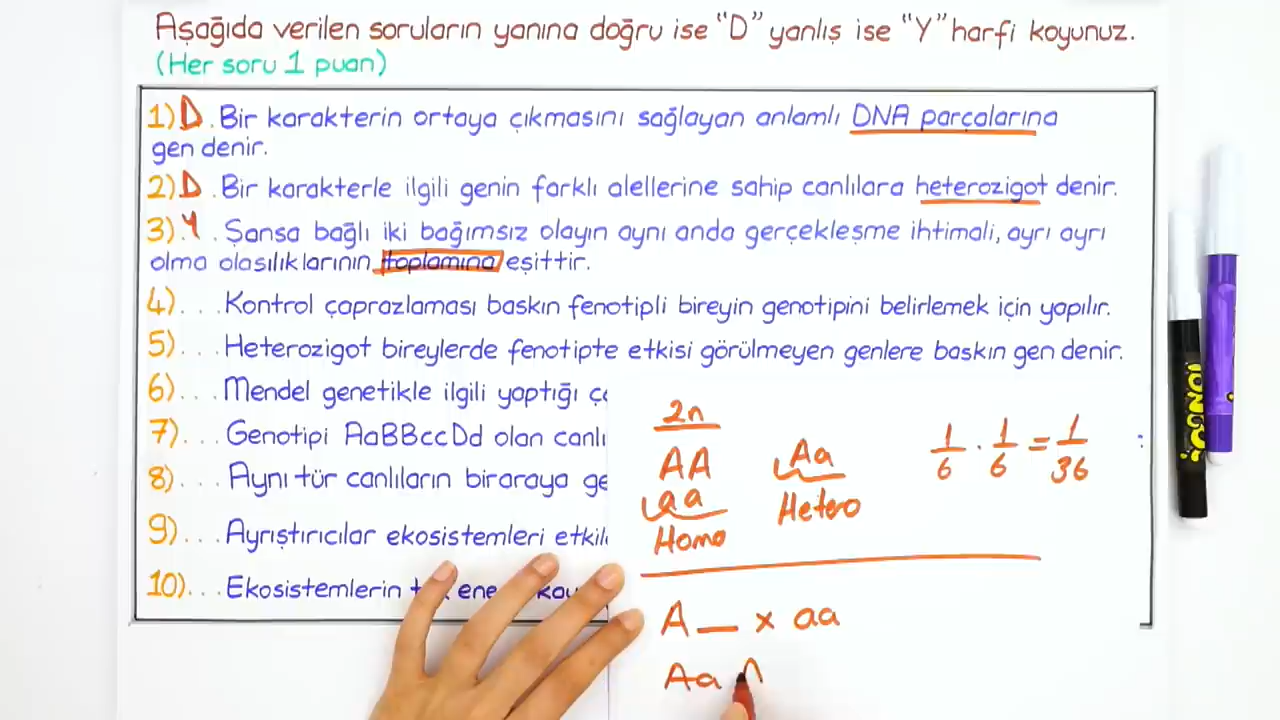 Aşağıda verilen soruların yanına doğru ise "D" yanlış ise "Y" harfi koyunuz.
(Her soru 1 puan)
1) D . Bir karakterin ortaya çıkmasını sağlayan anlamlı DNA parçalarına
gen denir.
2) D . Bir karakterle ilgili genin farklı alellerine sahip canlılara heterozigot denir.
3) . Y . Şansa bağlı iki bağımsız olayın aynı anda gerçekleşme ihtimali, ayrı ayrı
olma olasılıklarının toplamına eşittir.
4) . . . Kontrol çaprazlaması baskın fenotipli bireyin genotipini belirlemek için yapılır.
5) . . . Heterozigot bireylerde fenotipte etkisi görülmeyen genlere baskın gen denir.
6) . . . Mendel genetikle ilgili yaptığı
7) . . . Genotipi AaBBccDd olan
8) . . . Aynı tür canlıların biraraya
9) . . . Ayrıştırıcılar ekosistemleri
10) . . . Ekosistemlerin
2n
AA
aa
Homo
Aa
Hetero
1/6 . 1/6 = 1/36
A _ x aa
Aa